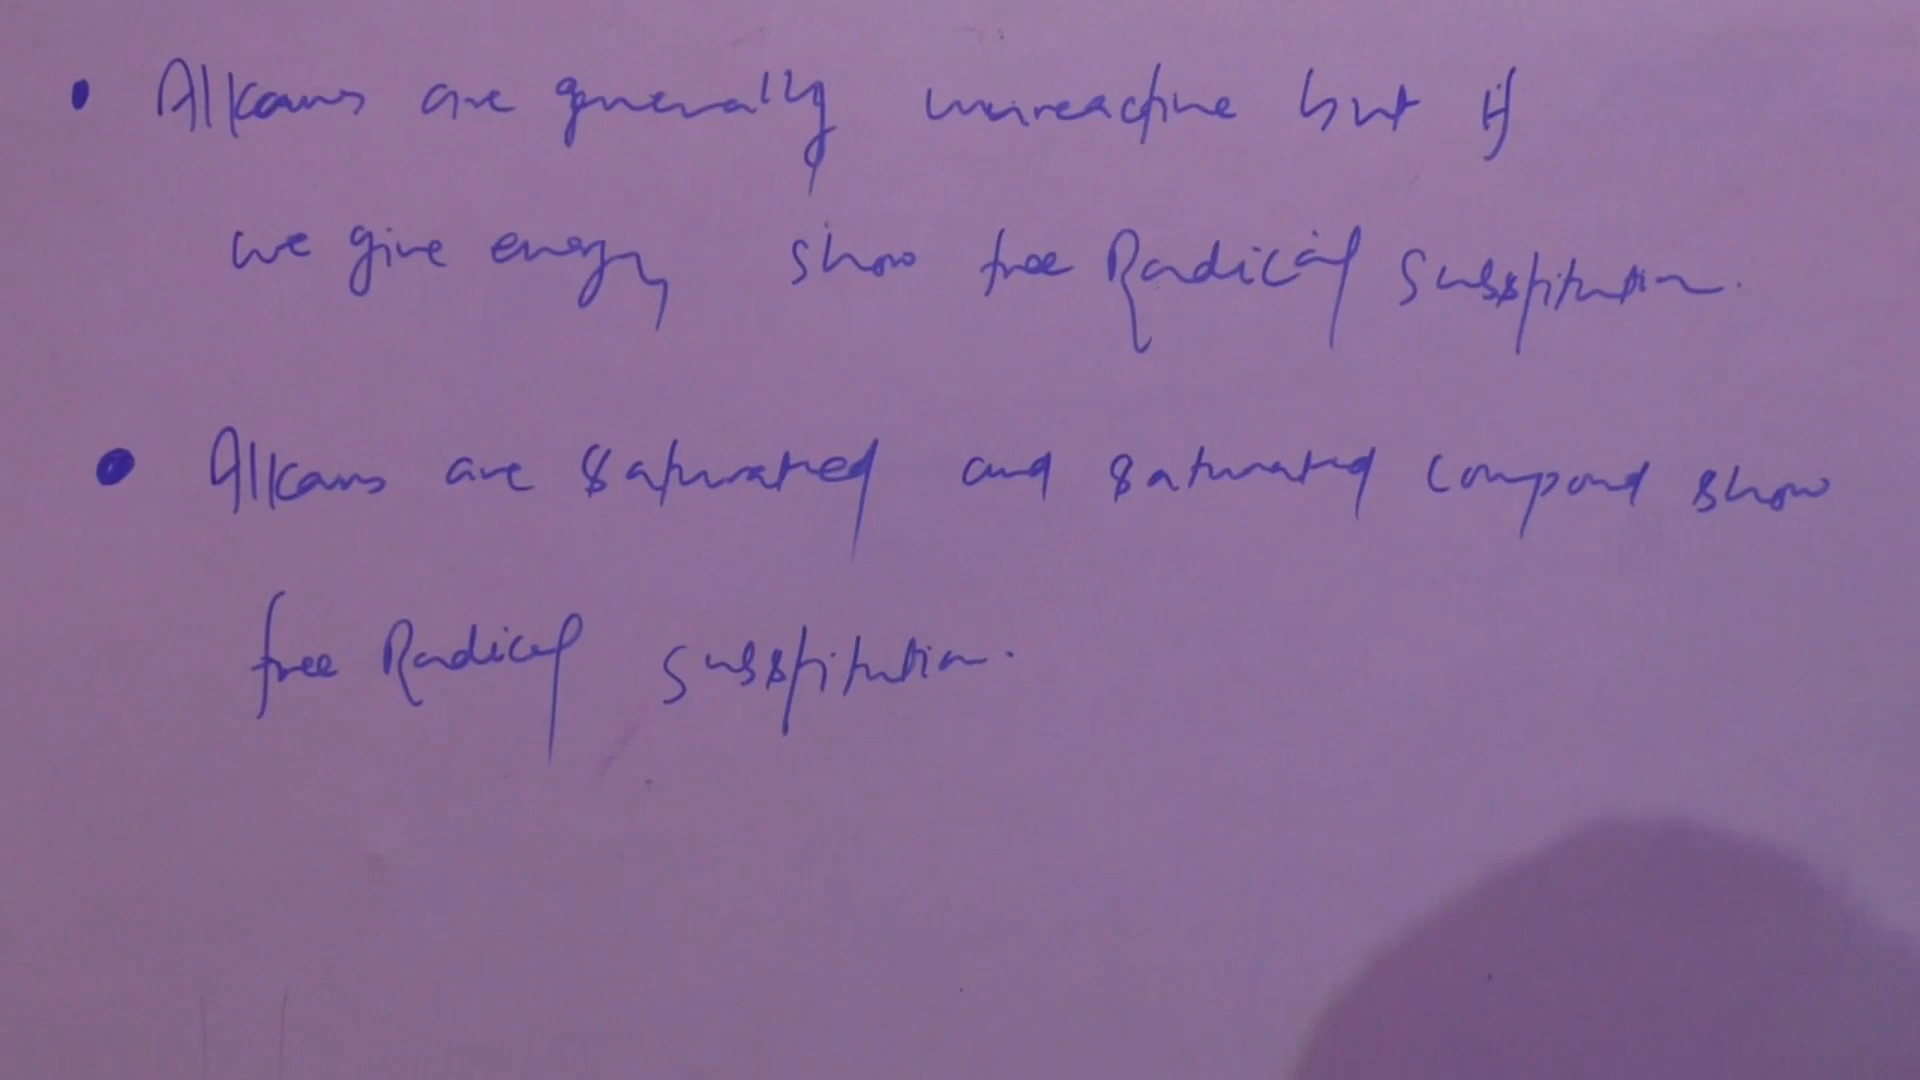 • Alkans are generally unreactive but if
we give energy show free Radical Substitution.
• Alkans are saturated and saturated compond show
free Radical Substitution.